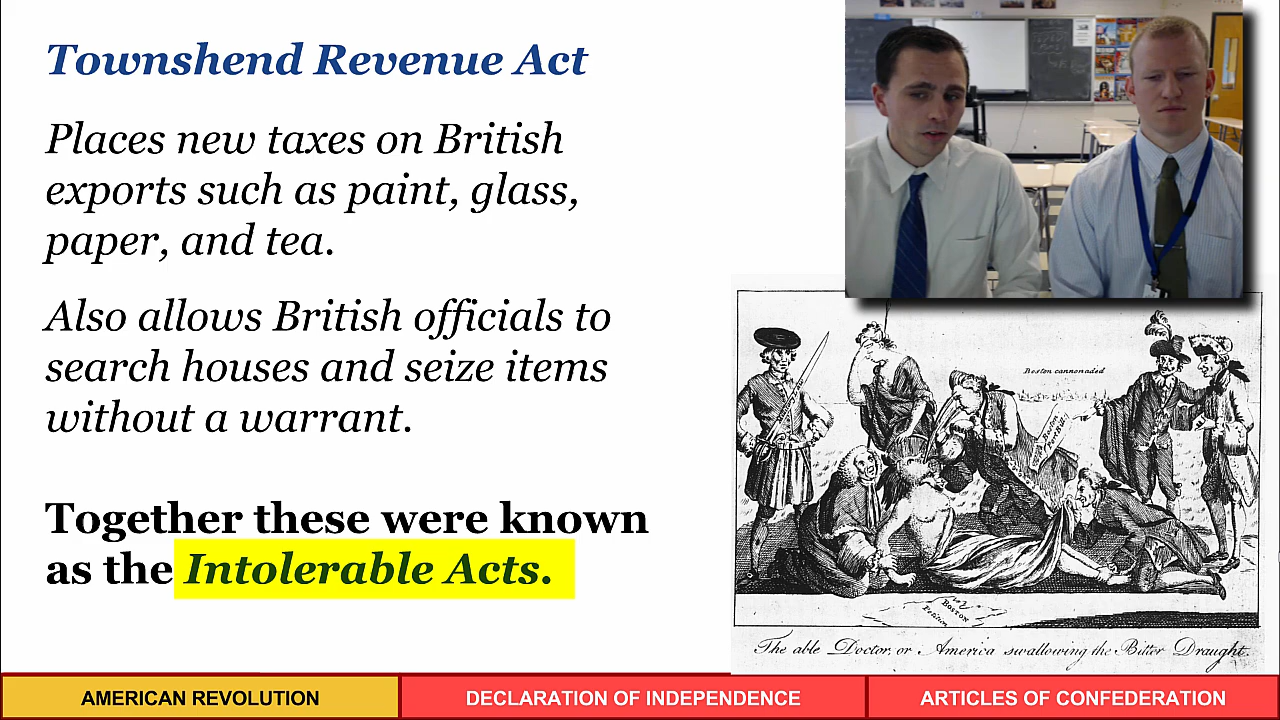 Townshend Revenue Act
Places new taxes on British
exports such as paint, glass,
paper, and tea.
Also allows British officials to
search houses and seize items
without a warrant.
Together these were known
as the Intolerable Acts.
Boston cannonaded
Boston
Petition
The able Doctor, or America swallowing the Bitter Draught.
AMERICAN REVOLUTION
DECLARATION OF INDEPENDENCE
ARTICLES OF CONFEDERATION